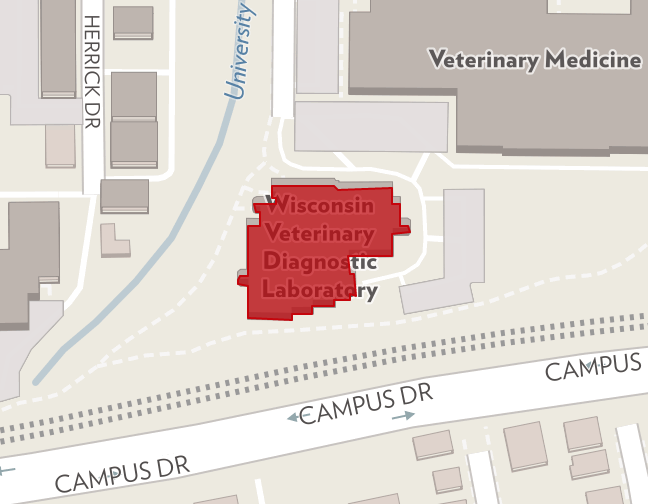 University
HERRICK DR
Veterinary Medicine
Wisconsin
Veterinary
Diagnostic
Laboratory
CAMPUS
CAMPUS DR
CAMPUS DR